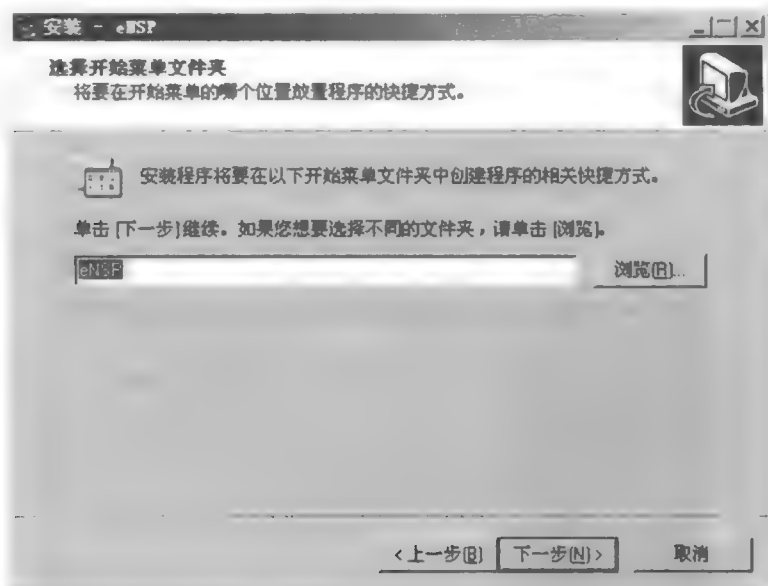 安装 - eNSP
选择开始菜单文件夹
将要在开始菜单的哪个位置放置程序的快捷方式。
安装程序将要在以下开始菜单文件夹中创建程序的相关快捷方式。
单击 [下一步]继续。如果您想要选择不同的文件夹，请单击 [浏览]。
eNSP
浏览(R)...
<上一步(B) 下一步(N)> 取消